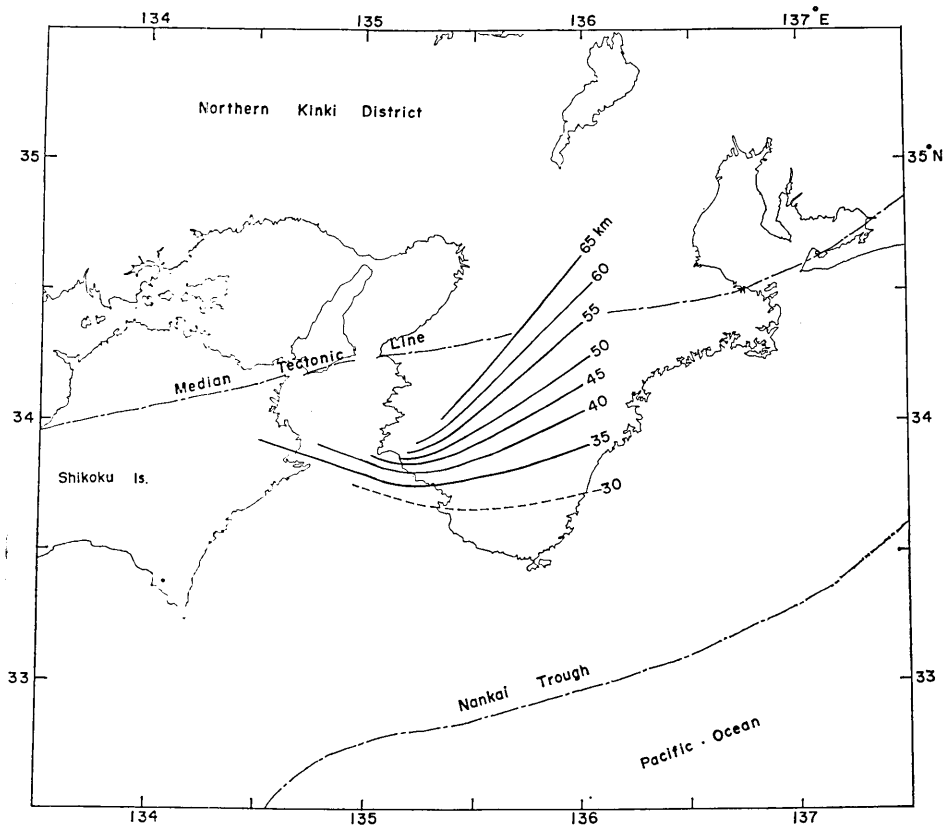 134 135 136 137°E
Northern Kinki District
35 35°N
65 km
60
55
Line
50
Tectonic
Median
45
40
34 34
35
Shikoku Is.
30
33 33
Nankai Trough
Pacific · Ocean
134 135 136 137